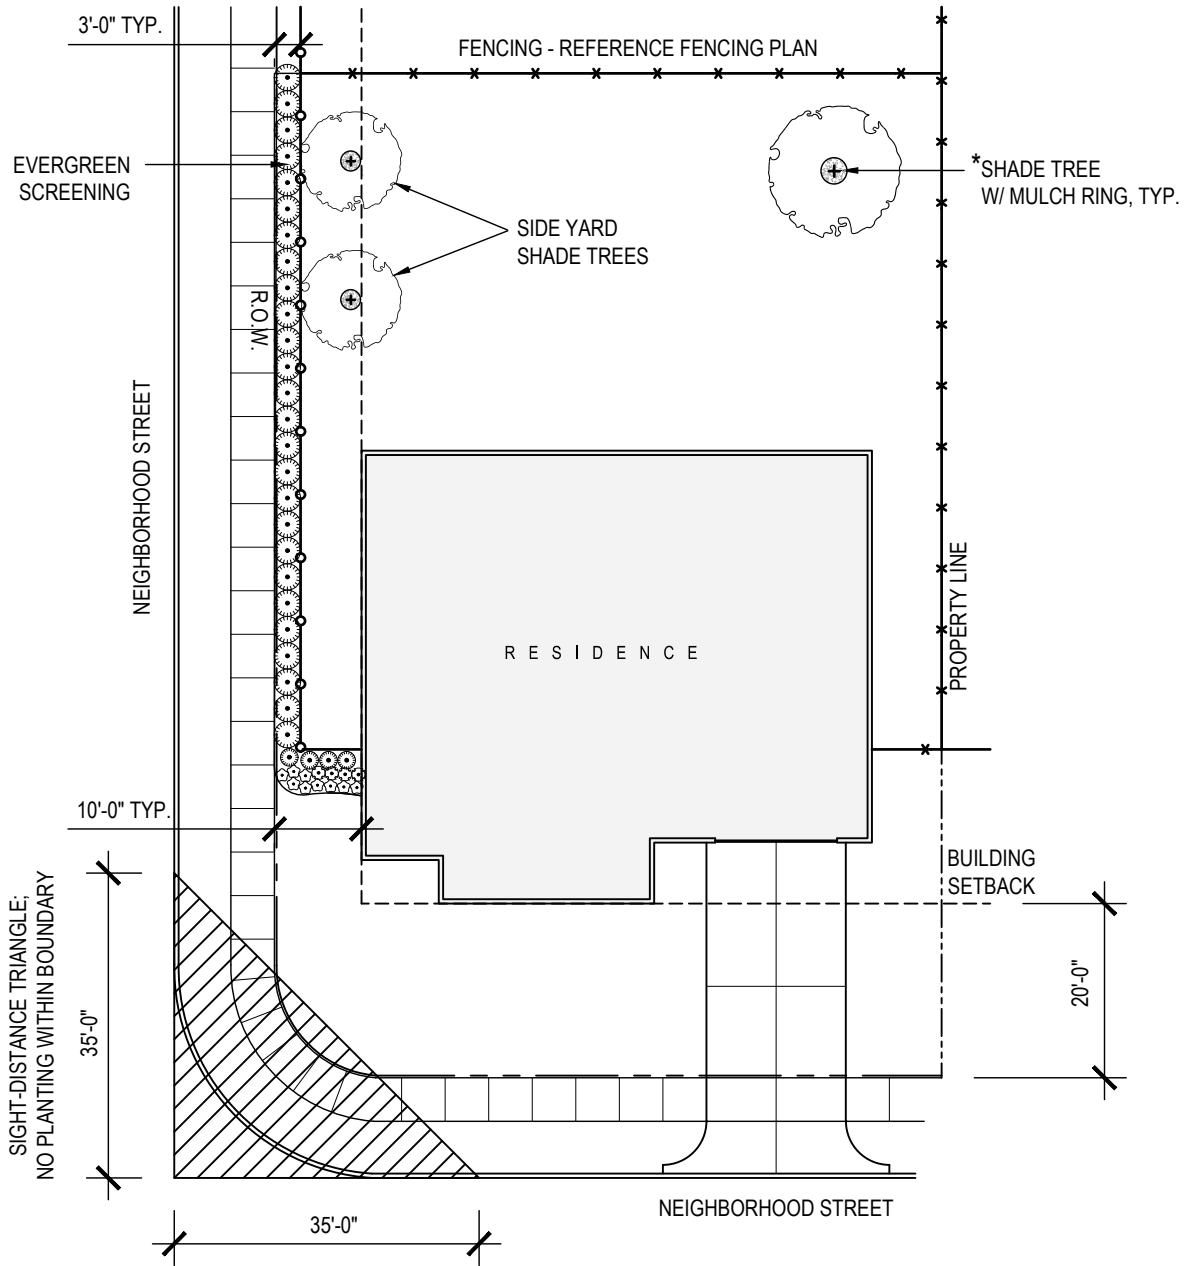 3'-0" TYP.
FENCING - REFERENCE FENCING PLAN
EVERGREEN
SCREENING
*SHADE TREE
W/ MULCH RING, TYP.
SIDE YARD
SHADE TREES
R.O.W.
NEIGHBORHOOD STREET
RESIDENCE
PROPERTY LINE
10'-0" TYP.
BUILDING
SETBACK
SIGHT-DISTANCE TRIANGLE;
NO PLANTING WITHIN BOUNDARY
35'-0"
20'-0"
NEIGHBORHOOD STREET
35'-0"